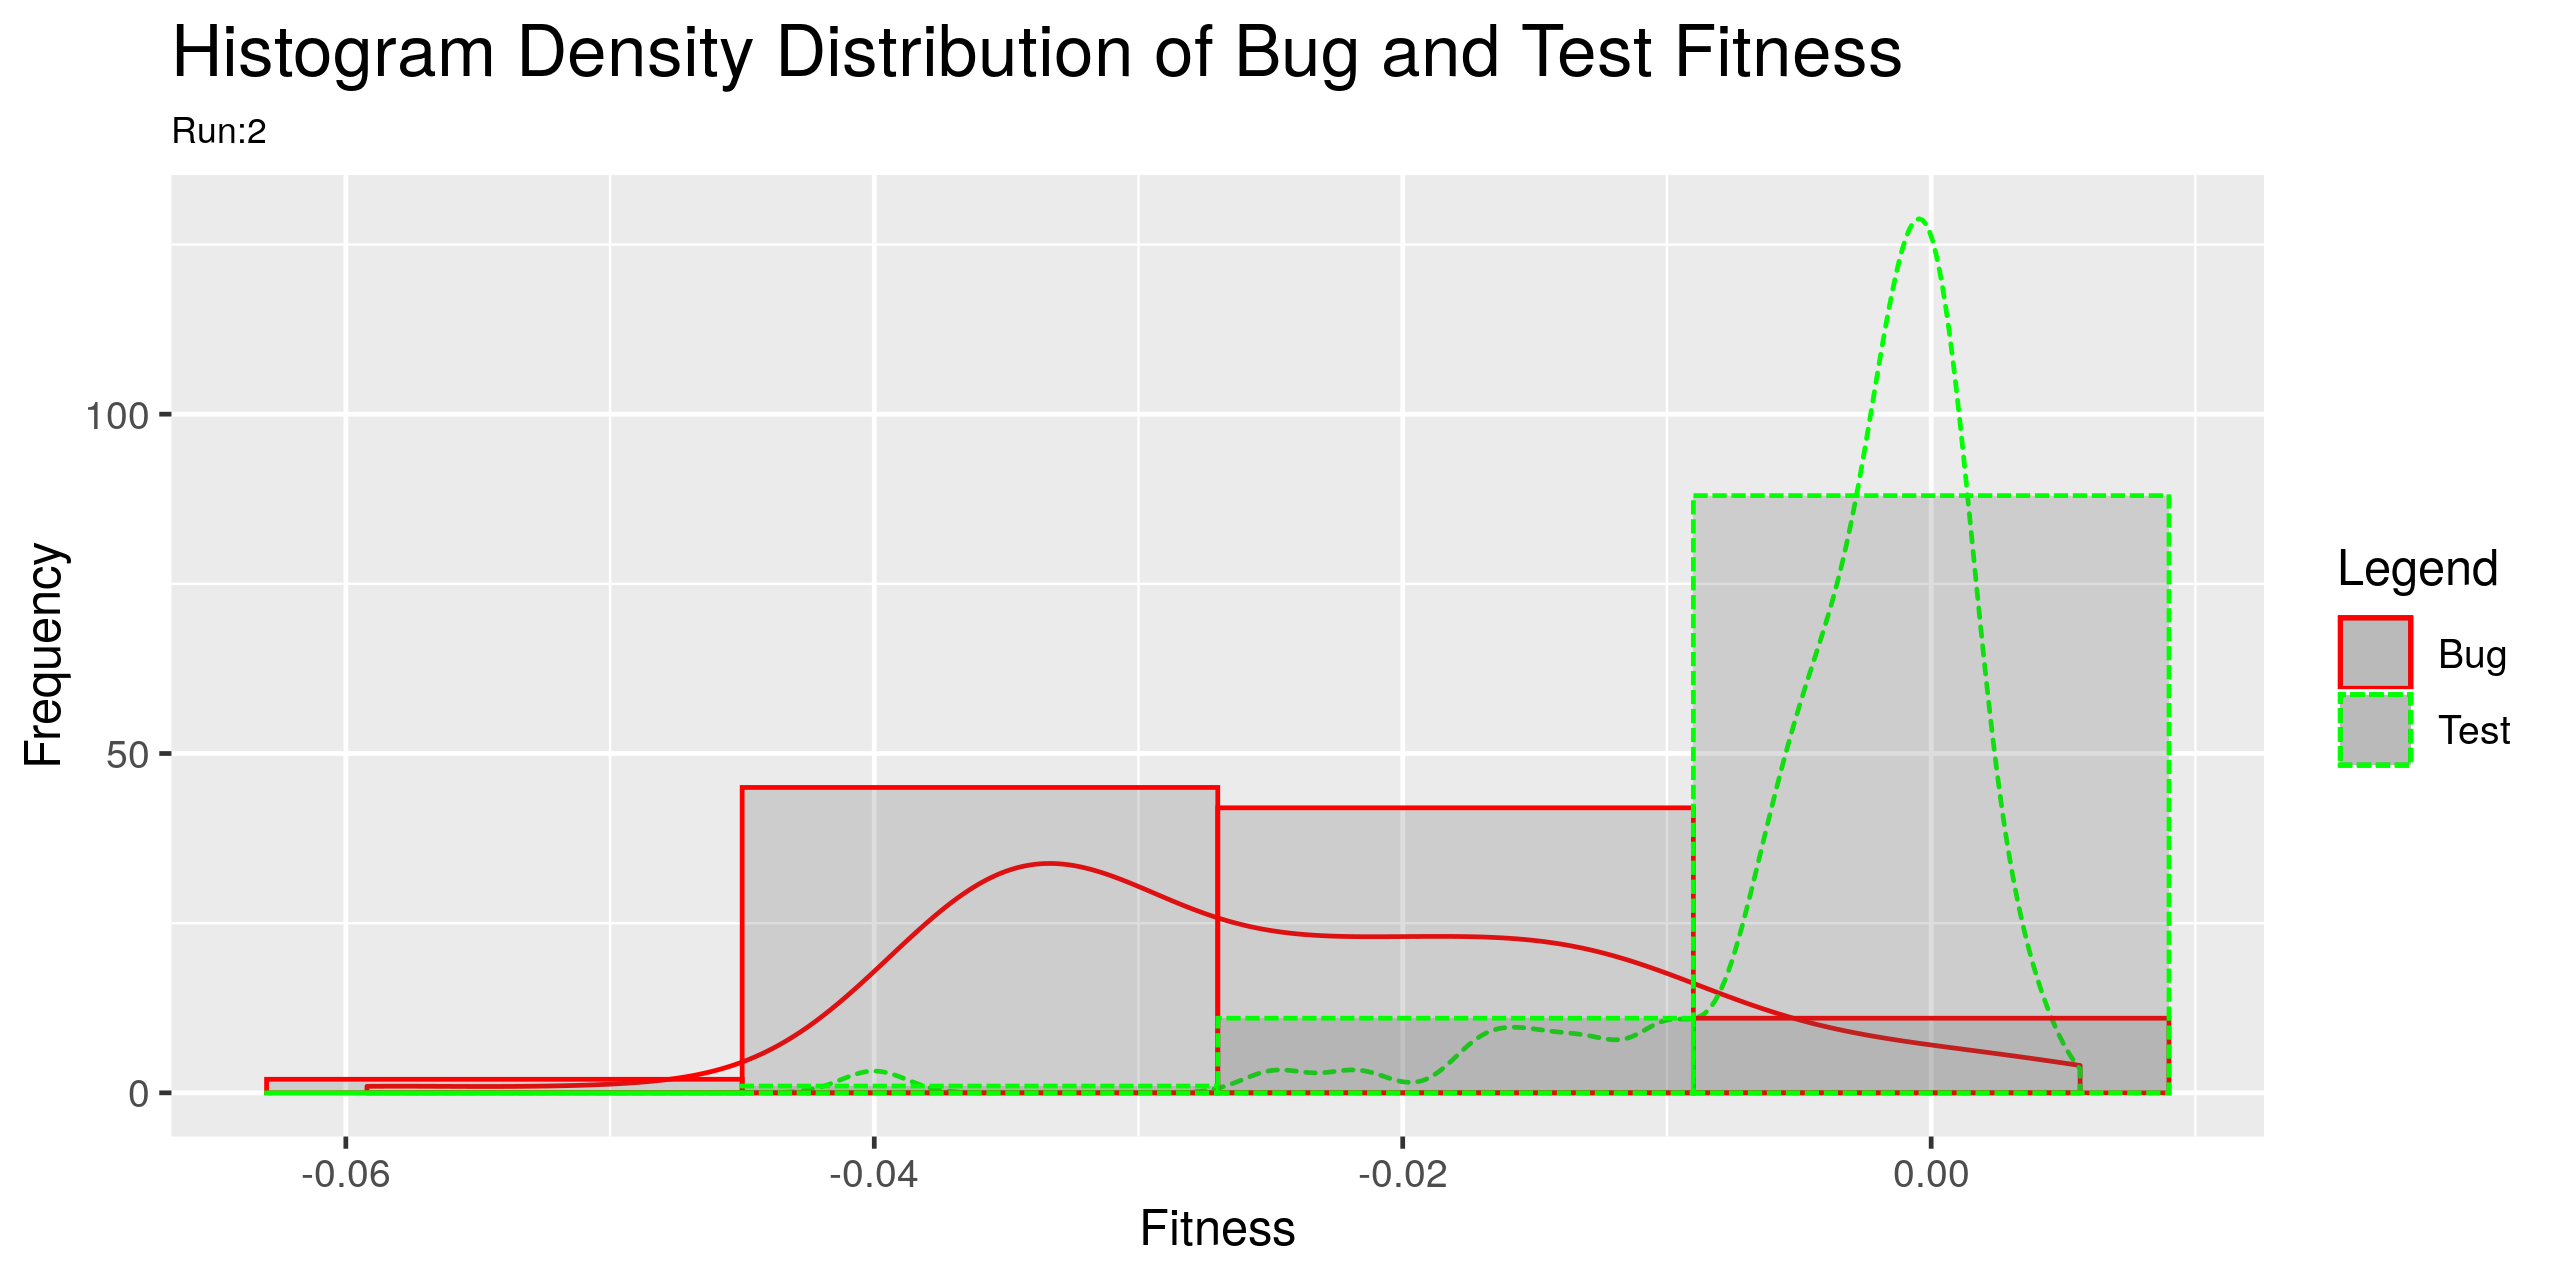 Histogram Density Distribution of Bug and Test Fitness
Run:2
100
50
0
Frequency
-0.06
-0.04
-0.02
0.00
Fitness
Legend
Bug
Test